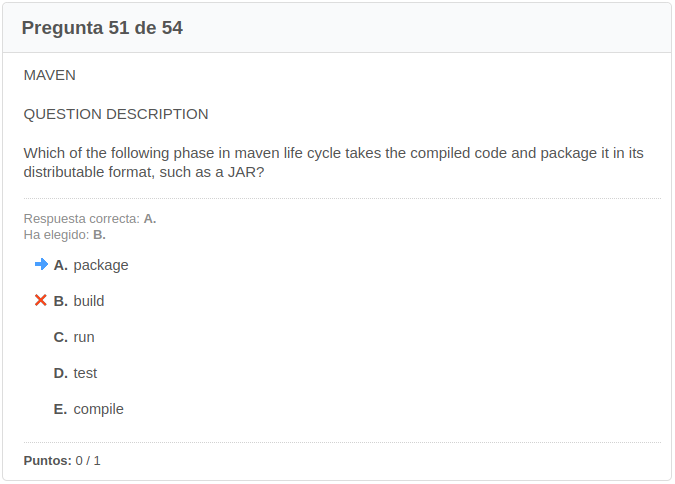 Pregunta 51 de 54
MAVEN
QUESTION DESCRIPTION
Which of the following phase in maven life cycle takes the compiled code and package it in its
distributable format, such as a JAR?
Respuesta correcta: A.
Ha elegido: B.
A. package
B. build
C. run
D. test
E. compile
Puntos: 0 / 1